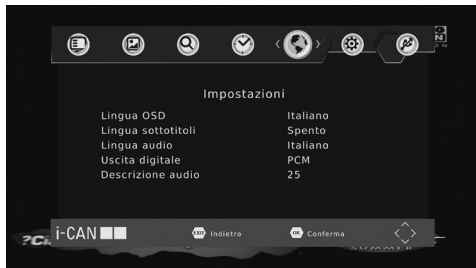 Impostazioni
Lingua OSD Italiano
Lingua sottotitoli Spento
Lingua audio Italiano
Uscita digitale PCM
Descrizione audio 25
i-CAN EXIT Indietro OK Conferma
?Ci